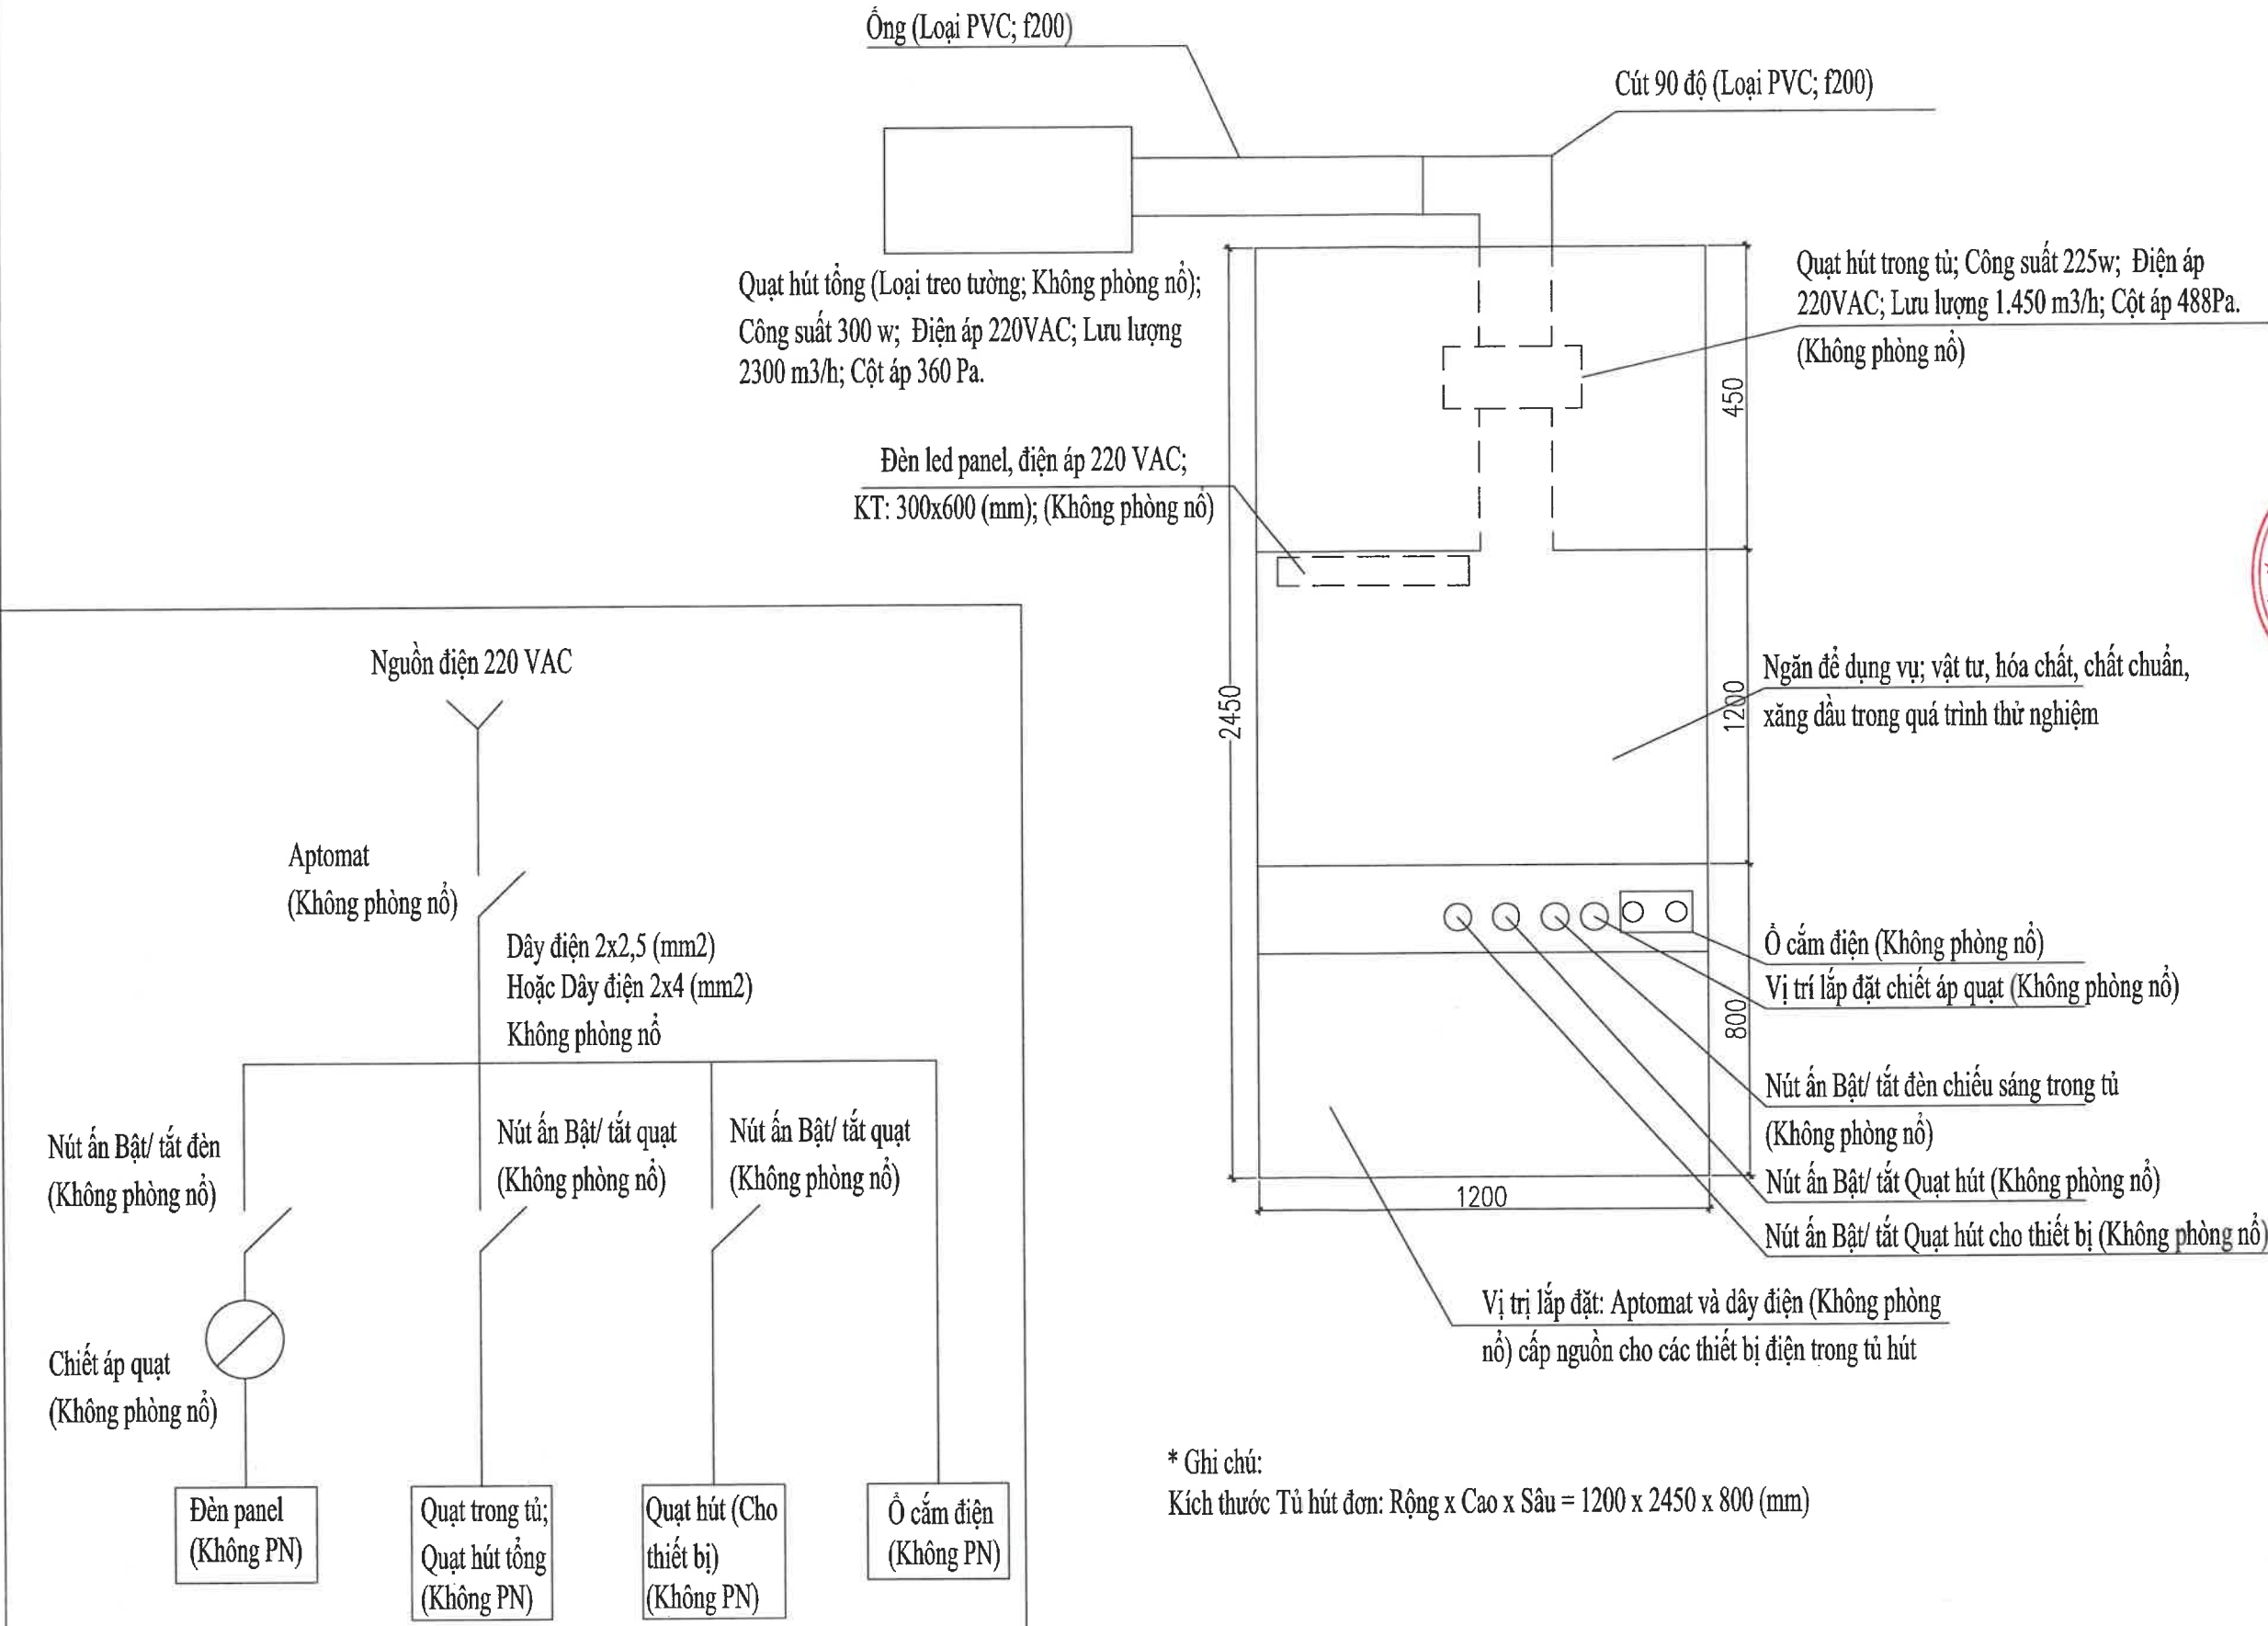 Ống (Loại PVC; f200)
Cút 90 độ (Loại PVC; f200)
Quạt hút tổng (Loại treo tường; Không phòng nổ);
Công suất 300 w; Điện áp 220VAC; Lưu lượng
2300 m3/h; Cột áp 360 Pa.
Quạt hút trong tủ; Công suất 225w; Điện áp
220VAC; Lưu lượng 1.450 m3/h; Cột áp 488Pa.
(Không phòng nổ)
450
Đèn led panel, điện áp 220 VAC;
KT: 300x600 (mm); (Không phòng nổ)
2450
1200
Ngăn để dụng vụ; vật tư, hóa chất, chất chuẩn,
xăng dầu trong quá trình thử nghiệm
Ổ cắm điện (Không phòng nổ)
Vị trí lắp đặt chiết áp quạt (Không phòng nổ)
800
Nút ấn Bật/ tắt đèn chiếu sáng trong tủ
(Không phòng nổ)
Nút ấn Bật/ tắt Quạt hút (Không phòng nổ)
1200
Nút ấn Bật/ tắt Quạt hút cho thiết bị (Không phòng nổ)
Vị trị lắp đặt: Aptomat và dây điện (Không phòng
nổ) cấp nguồn cho các thiết bị điện trong tủ hút
* Ghi chú:
Kích thước Tủ hút đơn: Rộng x Cao x Sâu = 1200 x 2450 x 800 (mm)
Nguồn điện 220 VAC
Aptomat
(Không phòng nổ)
Dây điện 2x2,5 (mm2)
Hoặc Dây điện 2x4 (mm2)
Không phòng nổ
Nút ấn Bật/ tắt đèn
(Không phòng nổ)
Nút ấn Bật/ tắt quạt
(Không phòng nổ)
Nút ấn Bật/ tắt quạt
(Không phòng nổ)
Chiết áp quạt
(Không phòng nổ)
Đèn panel
(Không PN)
Quạt trong tủ;
Quạt hút tổng
(Không PN)
Quạt hút (Cho
thiết bị)
(Không PN)
Ổ cắm điện
(Không PN)